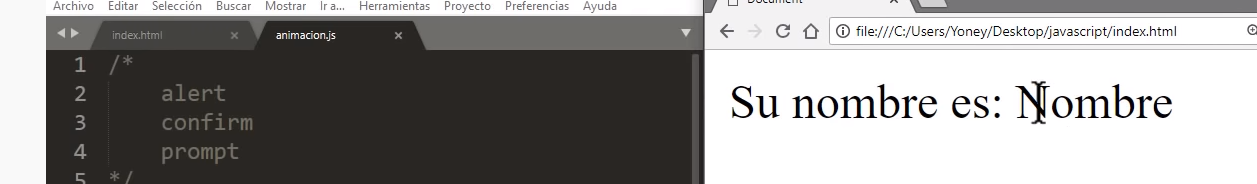 Archivo Editar Selección Buscar Mostrar Ir a... Herramientas Proyecto Preferencias Ayuda
index.html × animacion.js ×
1 /*
2 alert
3 confirm
4 prompt
5 */
Document ×
file:///C:/Users/Yoney/Desktop/javascript/index.html
Su nombre es: Nombre